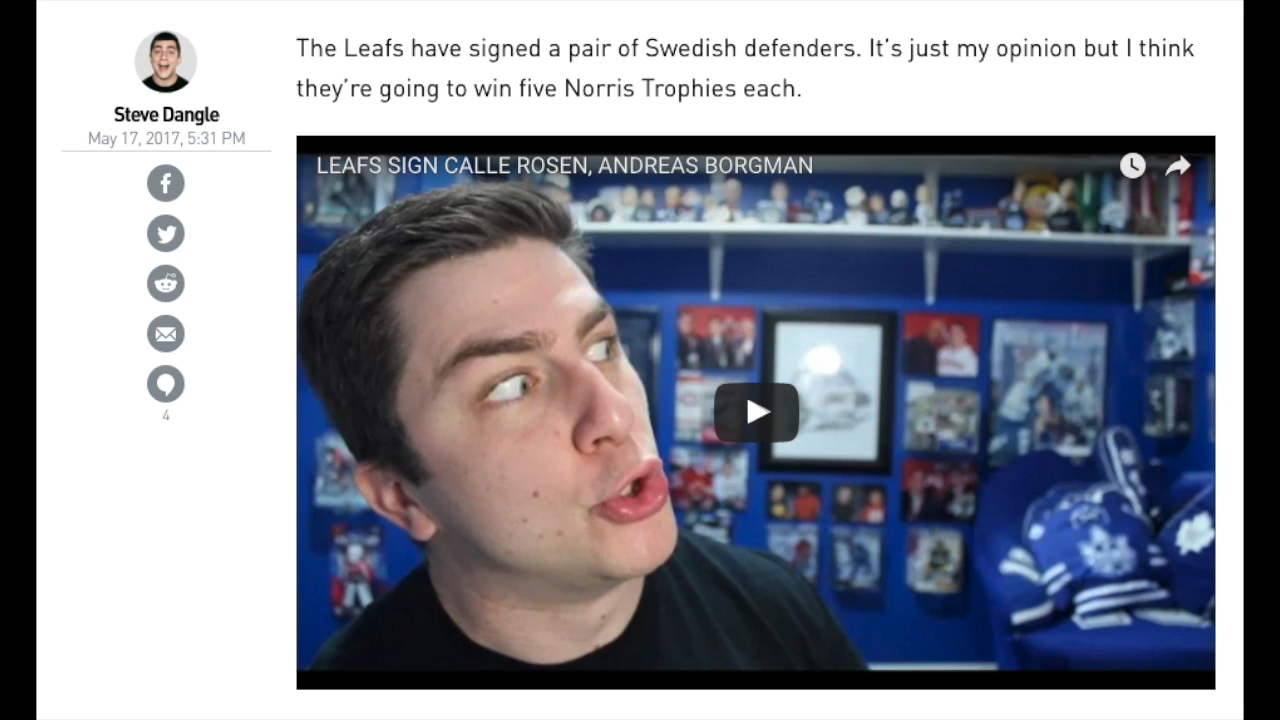 Steve Dangle
May 17, 2017, 5:31 PM
4
The Leafs have signed a pair of Swedish defenders. It's just my opinion but I think
they're going to win five Norris Trophies each.
LEAFS SIGN CALLE ROSEN, ANDREAS BORGMAN